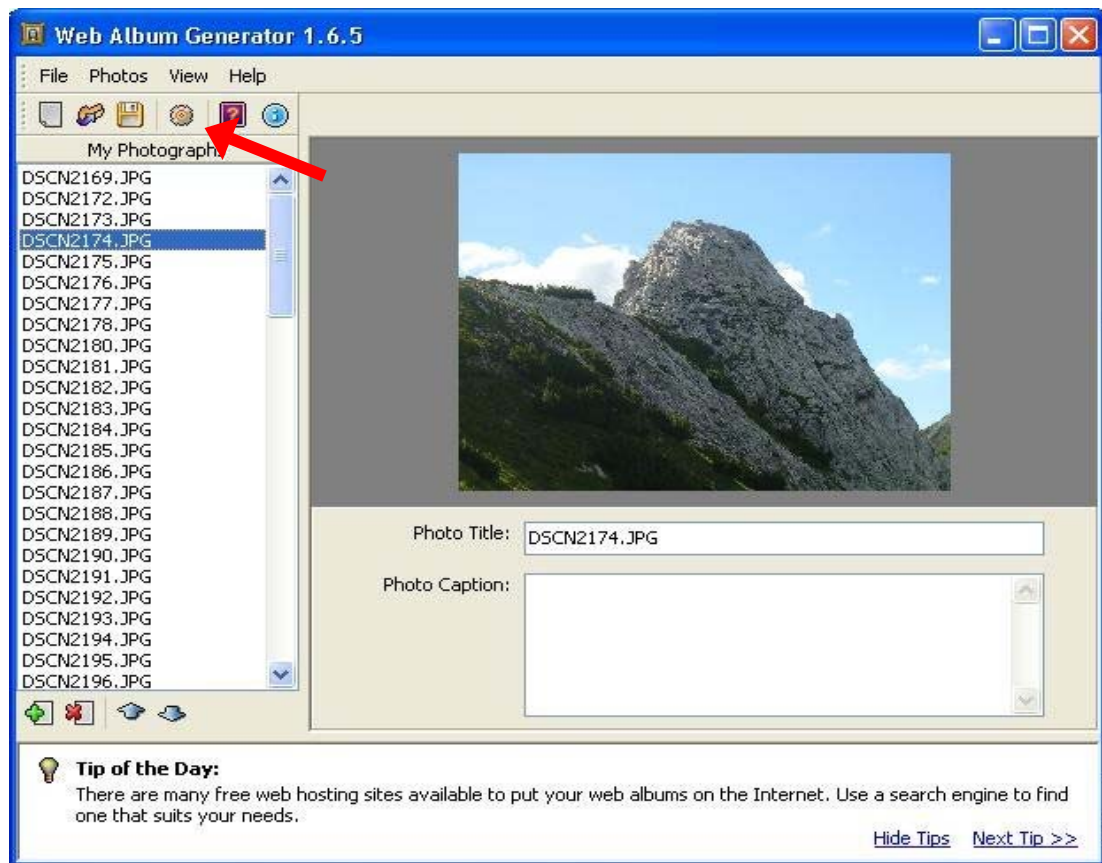 Web Album Generator 1.6.5
File Photos View Help
My Photograph
DSCN2169.JPG
DSCN2172.JPG
DSCN2173.JPG
DSCN2174.JPG
DSCN2175.JPG
DSCN2176.JPG
DSCN2177.JPG
DSCN2178.JPG
DSCN2180.JPG
DSCN2181.JPG
DSCN2182.JPG
DSCN2183.JPG
DSCN2184.JPG
DSCN2185.JPG
DSCN2186.JPG
DSCN2187.JPG
DSCN2188.JPG
DSCN2189.JPG
DSCN2190.JPG
DSCN2191.JPG
DSCN2192.JPG
DSCN2193.JPG
DSCN2194.JPG
DSCN2195.JPG
DSCN2196.JPG
Photo Title: DSCN2174.JPG
Photo Caption:
Tip of the Day:
There are many free web hosting sites available to put your web albums on the Internet. Use a search engine to find
one that suits your needs.
Hide Tips Next Tip >>